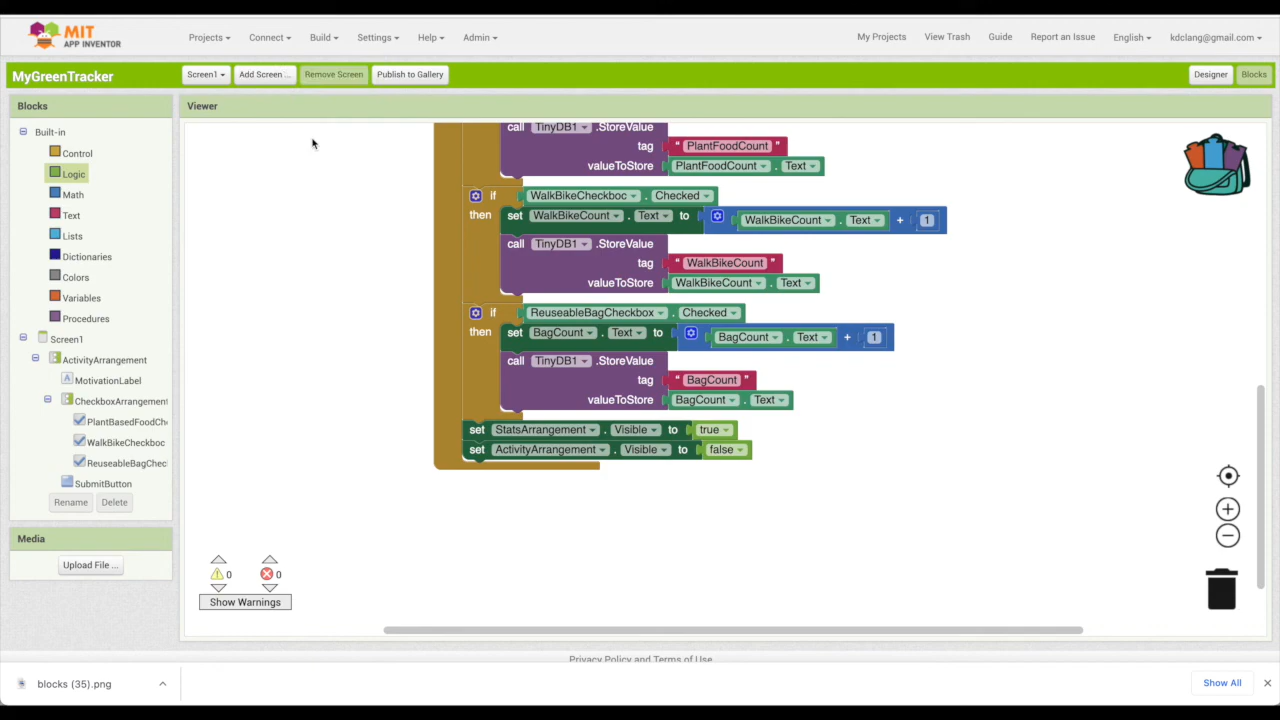 MIT
APP INVENTOR
Projects Connect Build Settings Help Admin My Projects View Trash Guide Report an Issue English kdclang@gmail.com
MyGreenTracker Screen1 Add Screen ... Remove Screen Publish to Gallery Designer Blocks
Blocks
Viewer
Built-in
Control
Logic
Math
Text
Lists
Dictionaries
Colors
Variables
Procedures
Screen1
ActivityArrangement
MotivationLabel
CheckboxArrangement
PlantBasedFoodChe
WalkBikeCheckboc
ReuseableBagChec
SubmitButton
Rename Delete
Media
Upload File ...
call TinyDB1 .StoreValue
tag " PlantFoodCount "
valueToStore PlantFoodCount . Text
if WalkBikeCheckboc . Checked
then set WalkBikeCount . Text to WalkBikeCount . Text + 1
call TinyDB1 .StoreValue
tag " WalkBikeCount "
valueToStore WalkBikeCount . Text
if ReuseableBagCheckbox . Checked
then set BagCount . Text to BagCount . Text + 1
call TinyDB1 .StoreValue
tag " BagCount "
valueToStore BagCount . Text
set StatsArrangement . Visible to true
set ActivityArrangement . Visible to false
0 0
Show Warnings
Privacy Policy and Terms of Use
blocks (35).png Show All